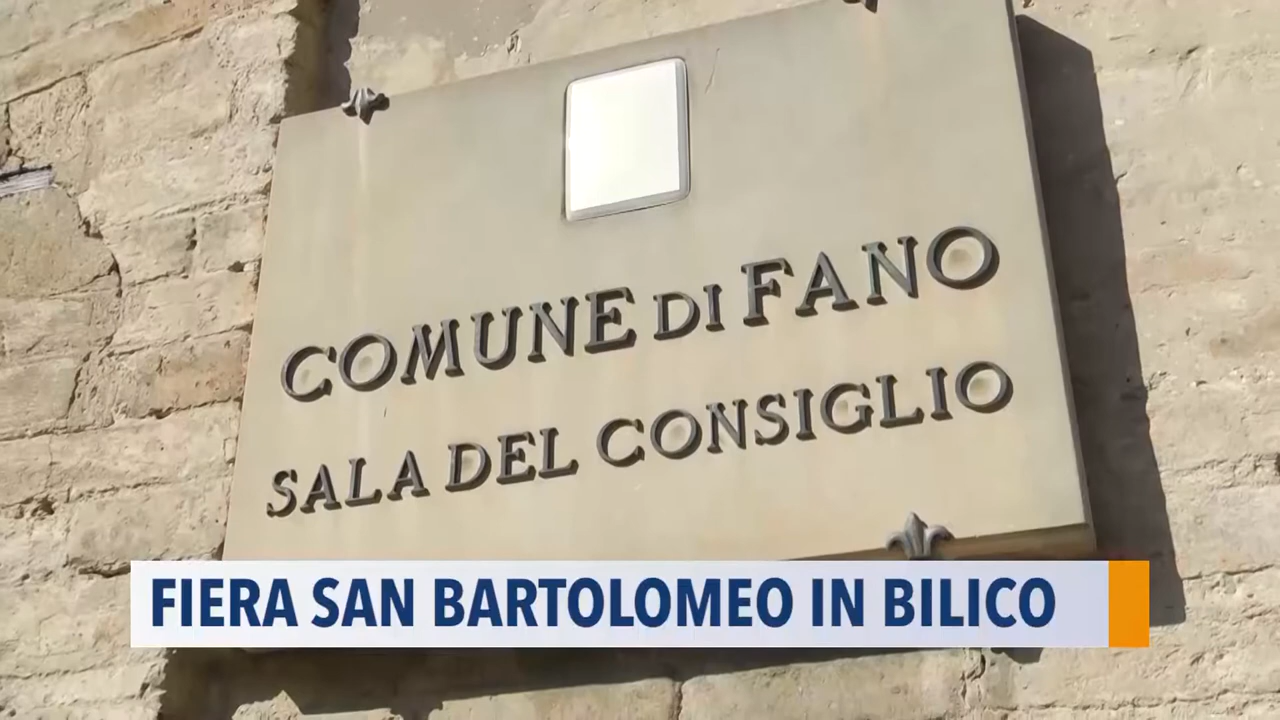 COMUNE DI FANO
SALA DEL CONSIGLIO
FIERA SAN BARTOLOMEO IN BILICO